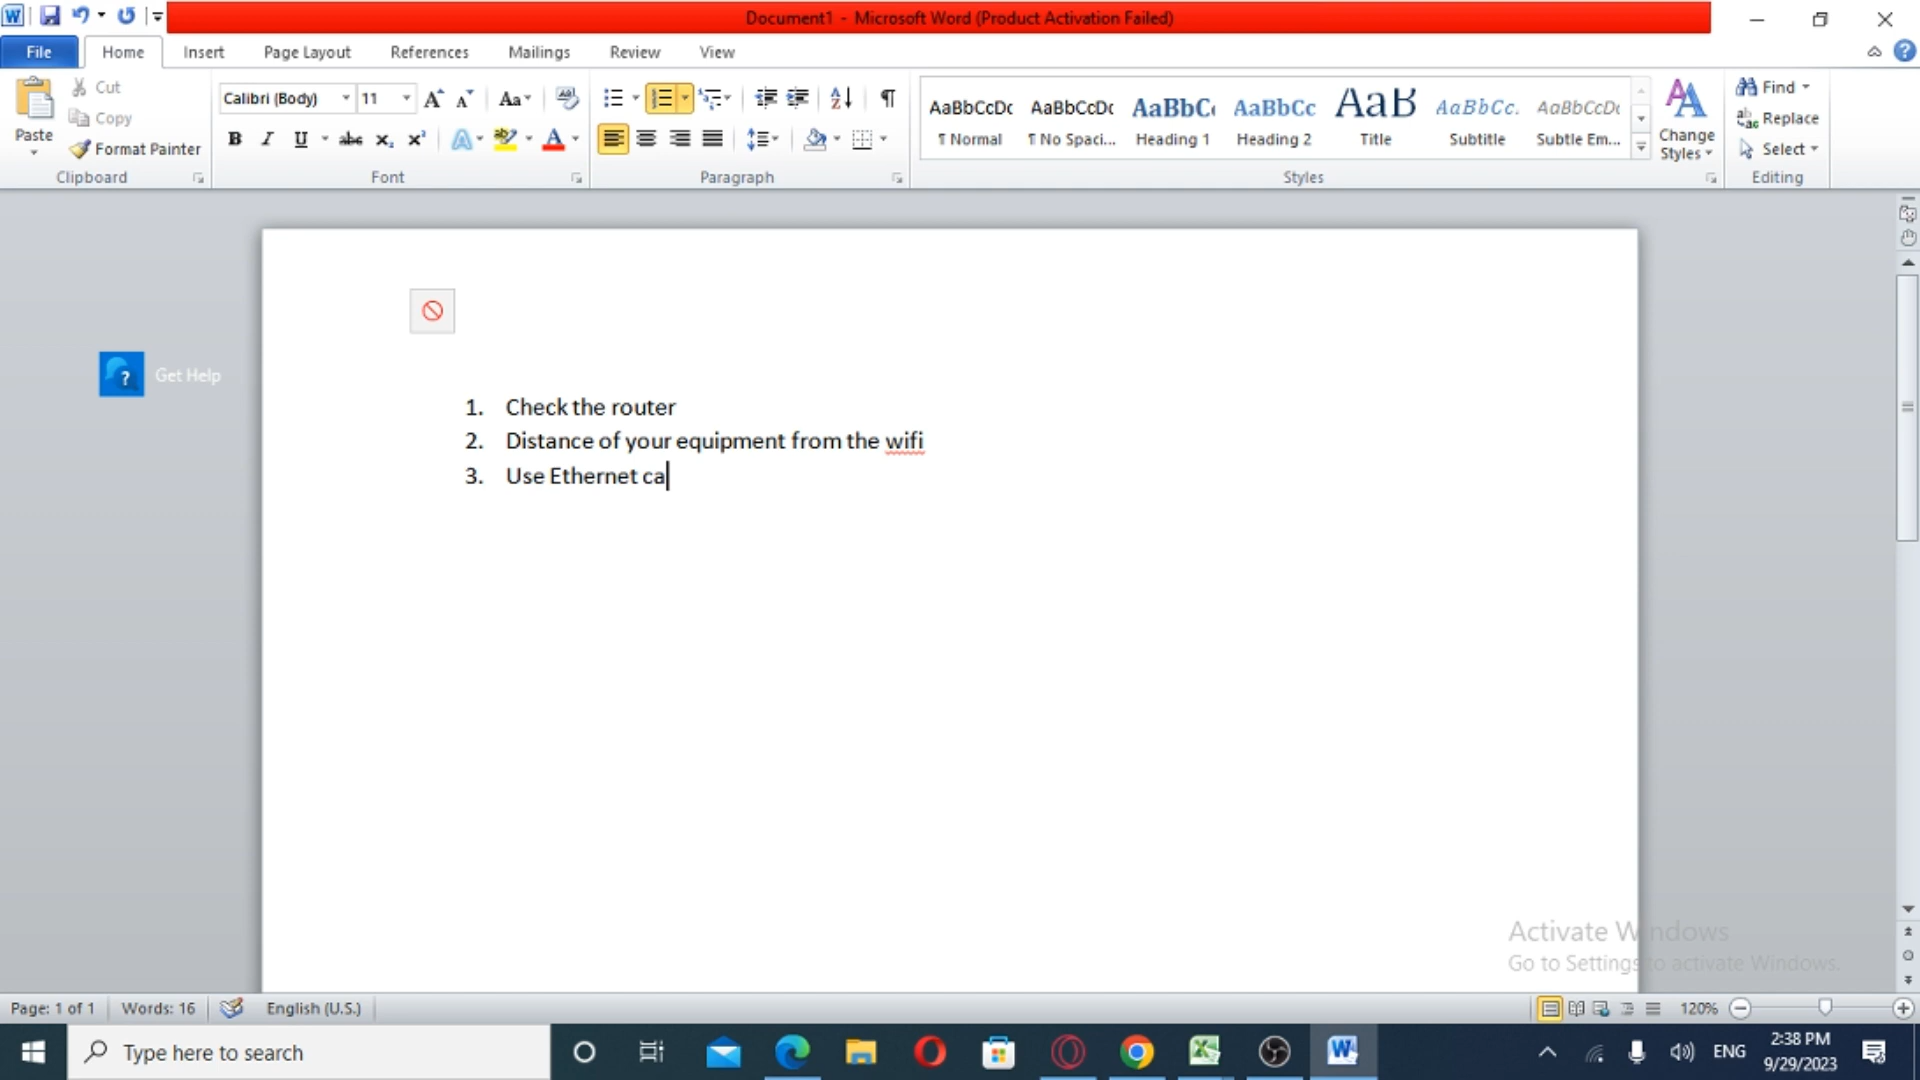 Document1 - Microsoft Word (Product Activation Failed)
File Home Insert Page Layout References Mailings Review View
Paste Cut Copy Format Painter Clipboard
Calibri (Body) 11 Aa B I U abc x₂ x² ab A Font
Paragraph
AaBbCcDc AaBbCcDc AaBbC AaBbCc AaB AaBbCc. AaBbCcDc
¶ Normal ¶ No Spaci... Heading 1 Heading 2 Title Subtitle Subtle Em...
Styles
Change Styles
Find Replace Select Editing
Get Help
1. Check the router
2. Distance of your equipment from the wifi
3. Use Ethernet ca
Activate Windows
Go to Settings to activate Windows.
Page: 1 of 1 Words: 16 English (U.S.) 120%
Type here to search
ENG
2:38 PM
9/29/2023